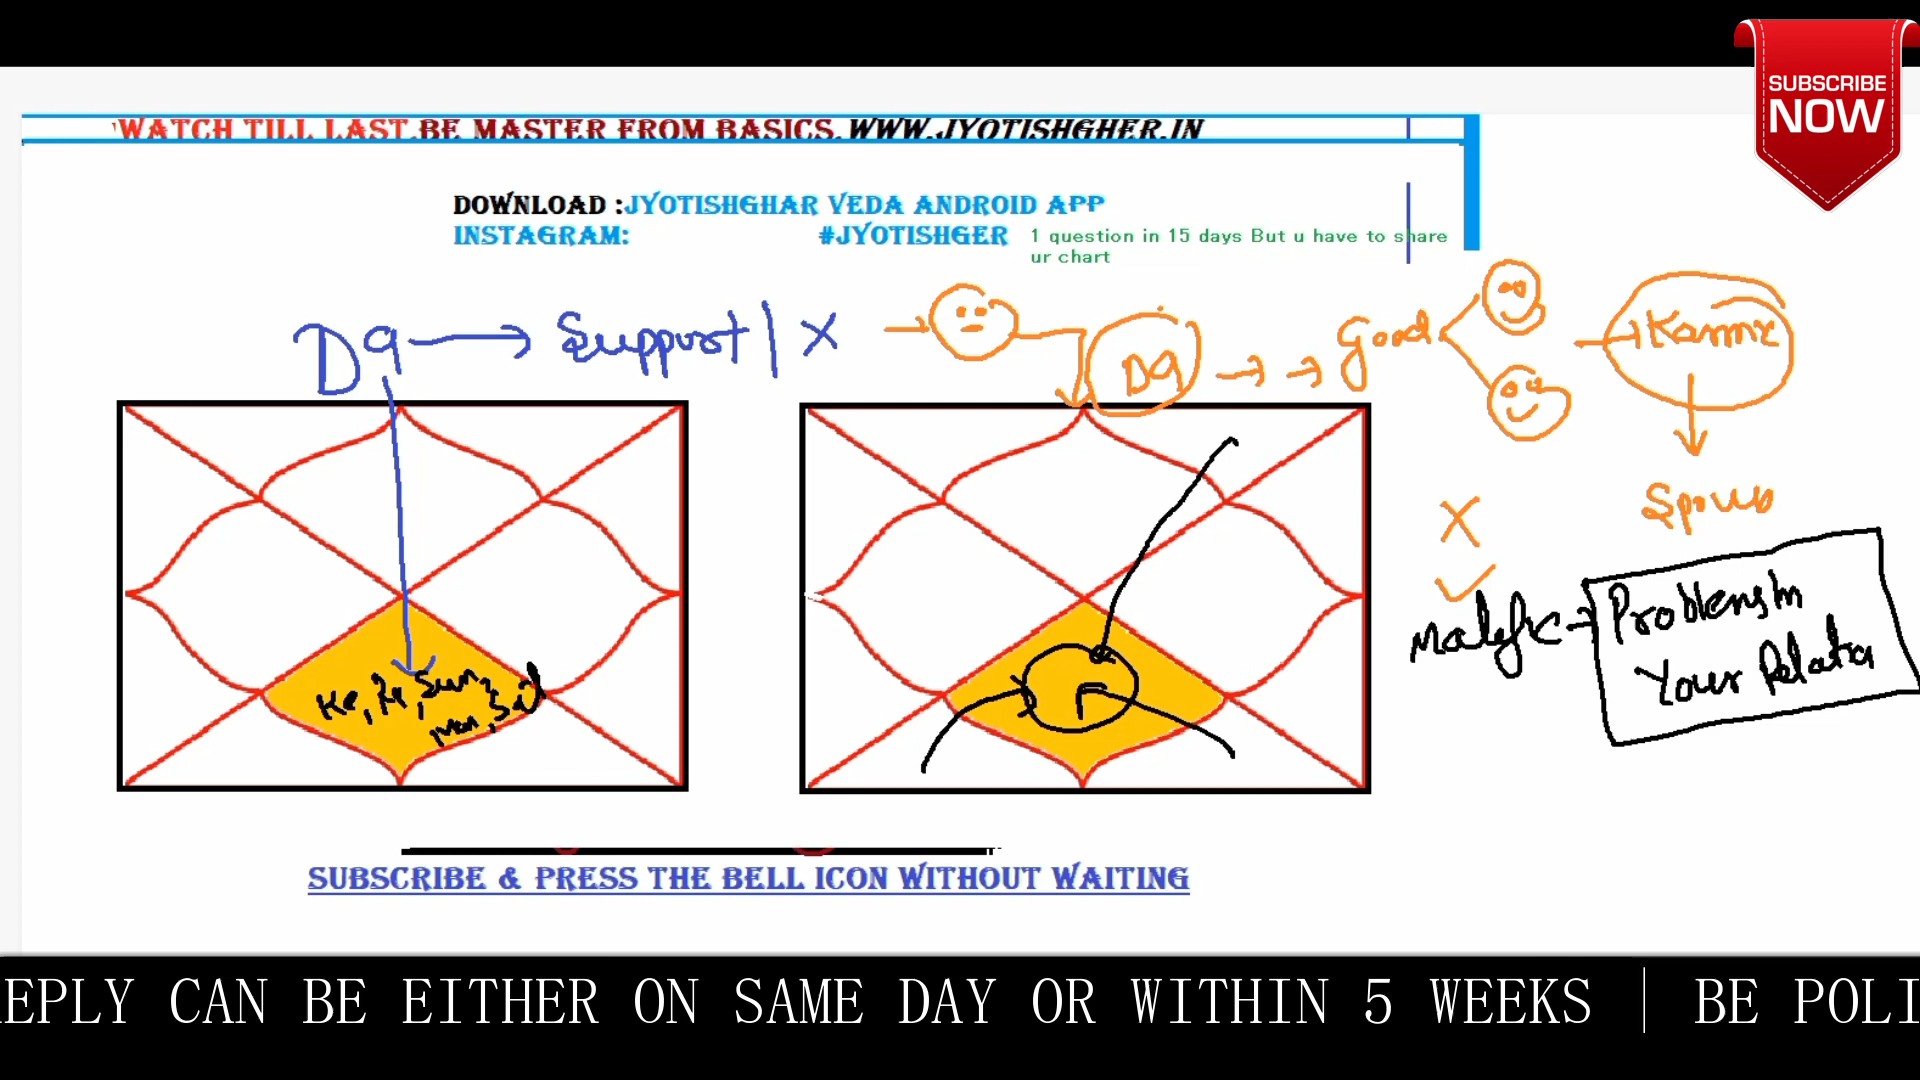 SUBSCRIBE
NOW
'WATCH TILL LAST.BE MASTER FROM BASICS. WWW.JYOTISHGHER.IN
DOWNLOAD :JYOTISHGHAR VEDA ANDROID APP
INSTAGRAM: #JYOTISHGER
1 question in 15 days But u have to share
ur chart
D9 → Support | X → D9 → → Good → Karma
X
✓
Problems In
Your
Ke, Sun,
SUBSCRIBE & PRESS THE BELL ICON WITHOUT WAITING
EPLY CAN BE EITHER ON SAME DAY OR WITHIN 5 WEEKS | BE POLI